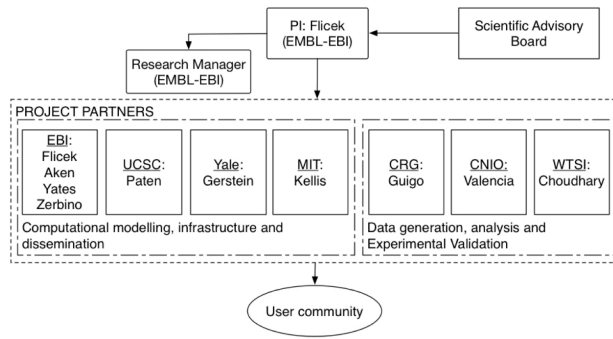 PI: Flicek
(EMBL-EBI)
Scientific Advisory
Board
Research Manager
(EMBL-EBI)
PROJECT PARTNERS
EBI:
Flicek
Aken
Yates
Zerbino
UCSC:
Paten
Yale:
Gerstein
MIT:
Kellis
Computational modelling, infrastructure and
dissemination
CRG:
Guigo
CNIO:
Valencia
WTSI:
Choudhary
Data generation, analysis and
Experimental Validation
User community